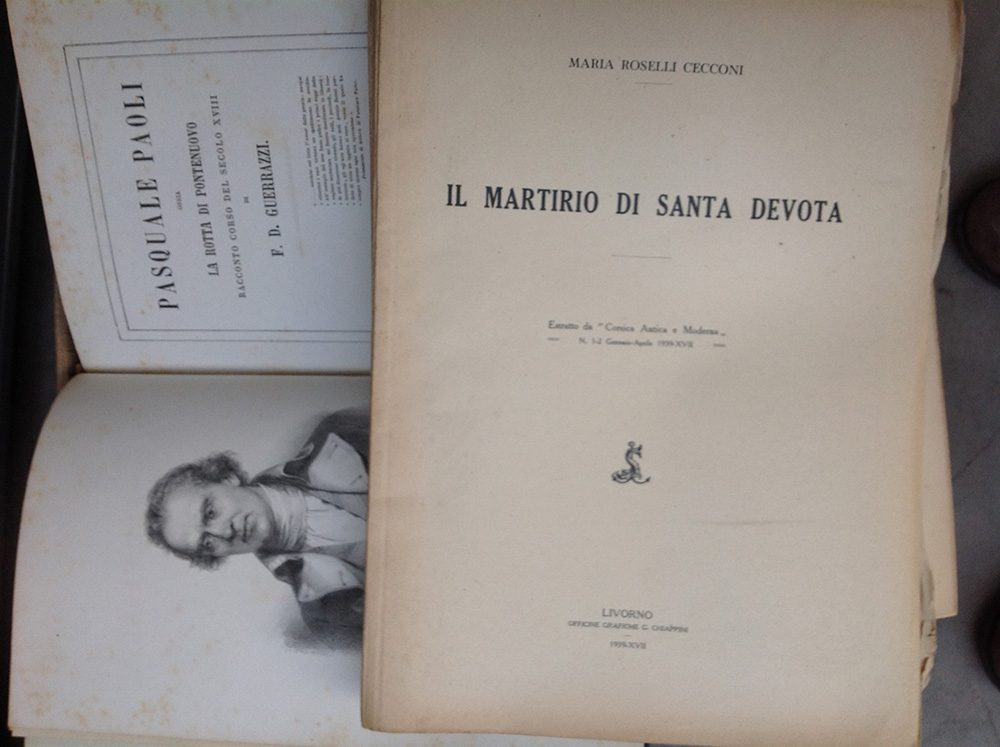 PASQUALE PAOLI
OSSIA
LA ROTTA DI PONTENUOVO
RACCONTO CORSO DEL SECOLO XVIII
DI
F. D. GUERRAZZI.
MARIA ROSELLI CECCONI
IL MARTIRIO DI SANTA DEVOTA
Estratto da "Corsica Antica e Moderna„
N. 1-2 Gennaio-Aprile 1939-XVII
LIVORNO
OFFICINE GRAFICHE G. CHIAPPINI
1939-XVII